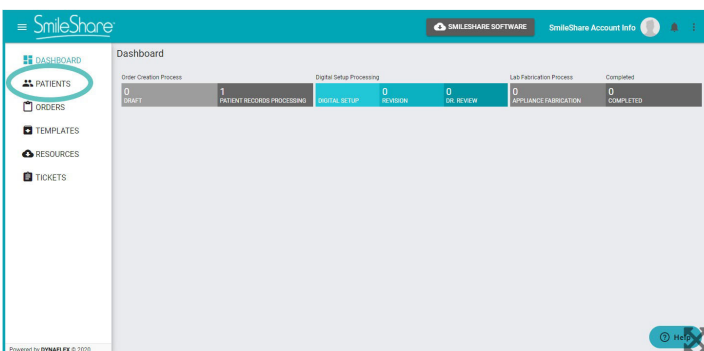 SmileShare
SMILESHARE SOFTWARE
SmileShare Account Info
DASHBOARD
PATIENTS
ORDERS
TEMPLATES
RESOURCES
TICKETS
Dashboard
Order Creation Process
Digital Setup Processing
Lab Fabrication Process
Completed
0
DRAFT
1
PATIENT RECORDS PROCESSING
DIGITAL SETUP
0
REVISION
0
DR. REVIEW
0
APPLIANCE FABRICATION
0
COMPLETED
Help
Powered by DYNAFLEX © 2020